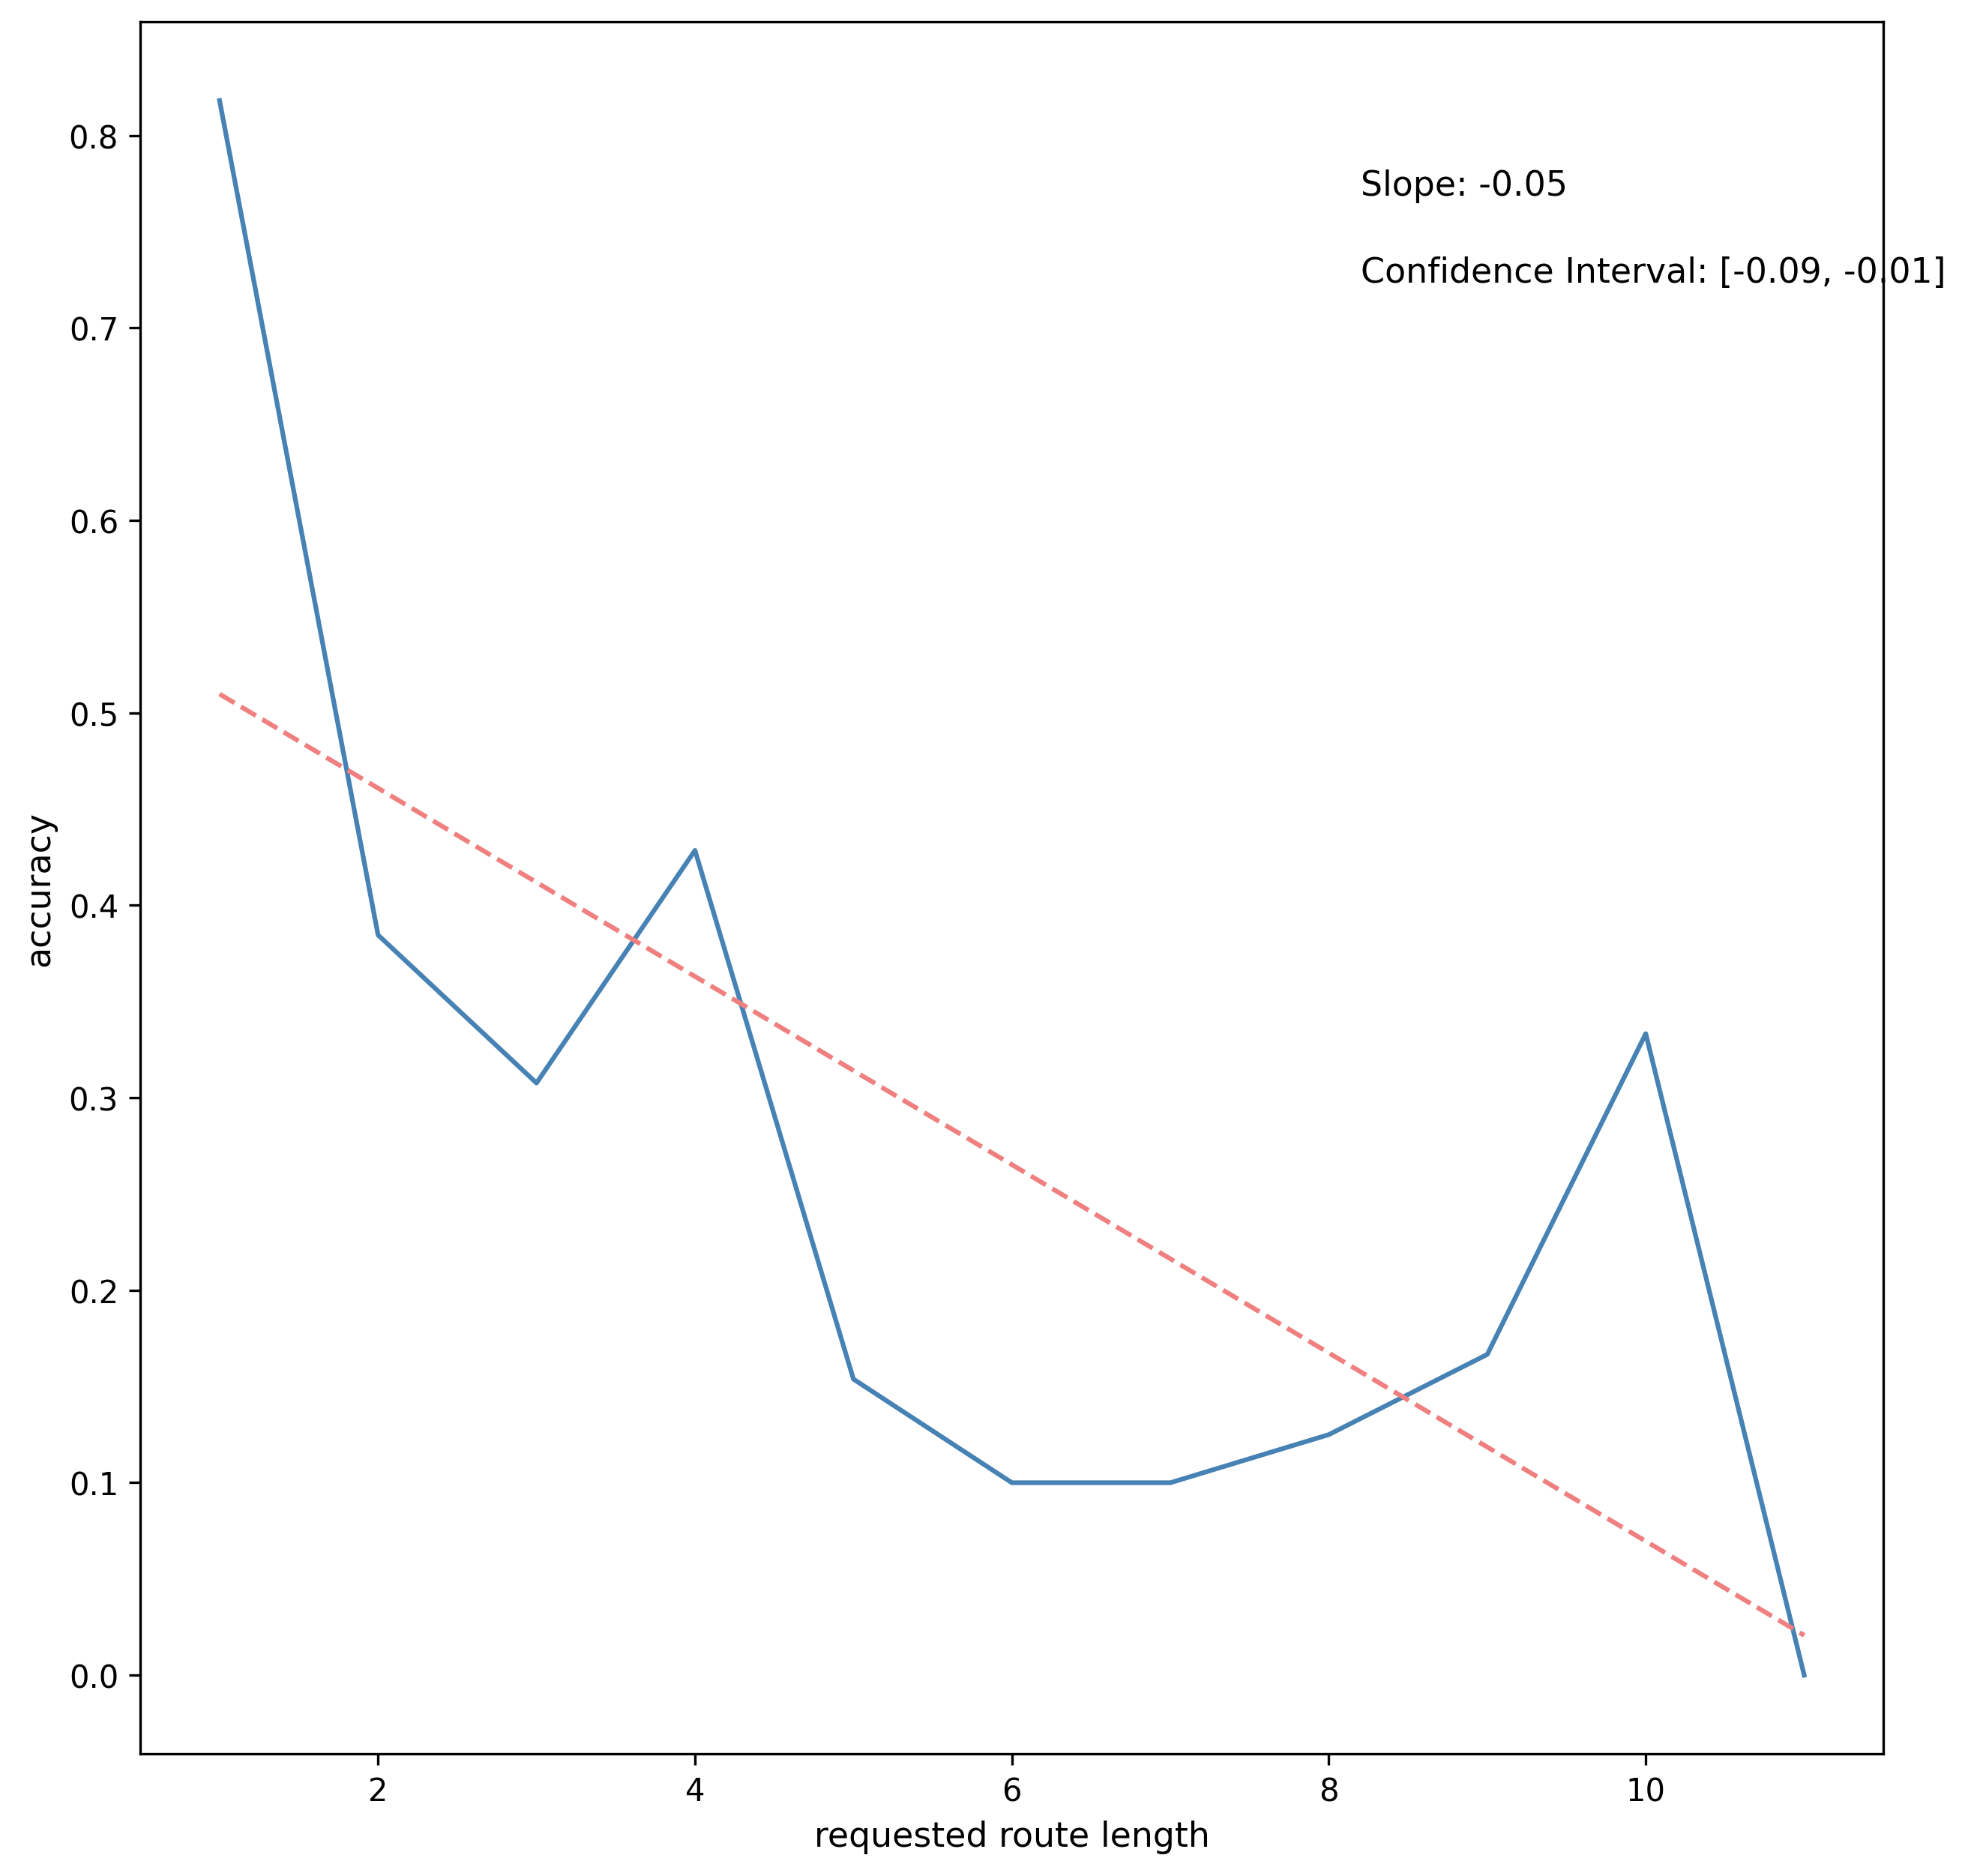 0.8
0.7
0.6
0.5
0.4
0.3
0.2
0.1
0.0
accuracy
Slope: -0.05
Confidence Interval: [-0.09, -0.01]
2 4 6 8 10
requested route length